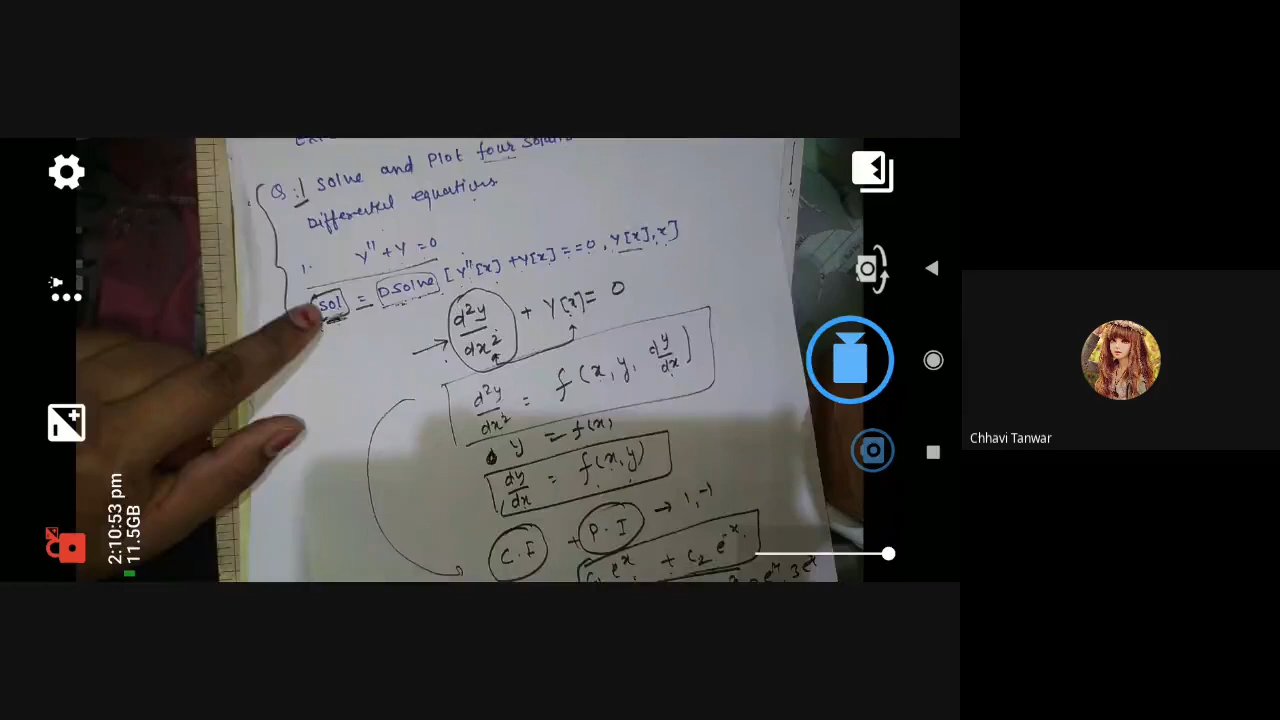 Q:1 Solve and Plot four
Differential equations
1. y'' + y = 0
Sol = DSolve [y''[x] + y[x] == 0, y[x], x]
d²y/dx² + y[x] = 0
d²y/dx² = f(x, y, dy/dx)
y = f(x)
dy/dx = f(x, y)
C.F + P.I → 1, -1
C₁eˣ + C₂ e⁻ˣ
2:10:53 pm
11.5GB
Chhavi Tanwar